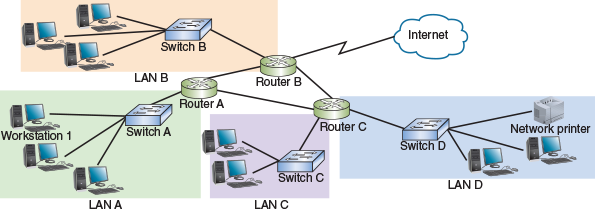 Switch B
Internet
LAN B
Router B
Router A
Workstation 1
Switch A
Router C
Network printer
Switch D
Switch C
LAN D
LAN A
LAN C